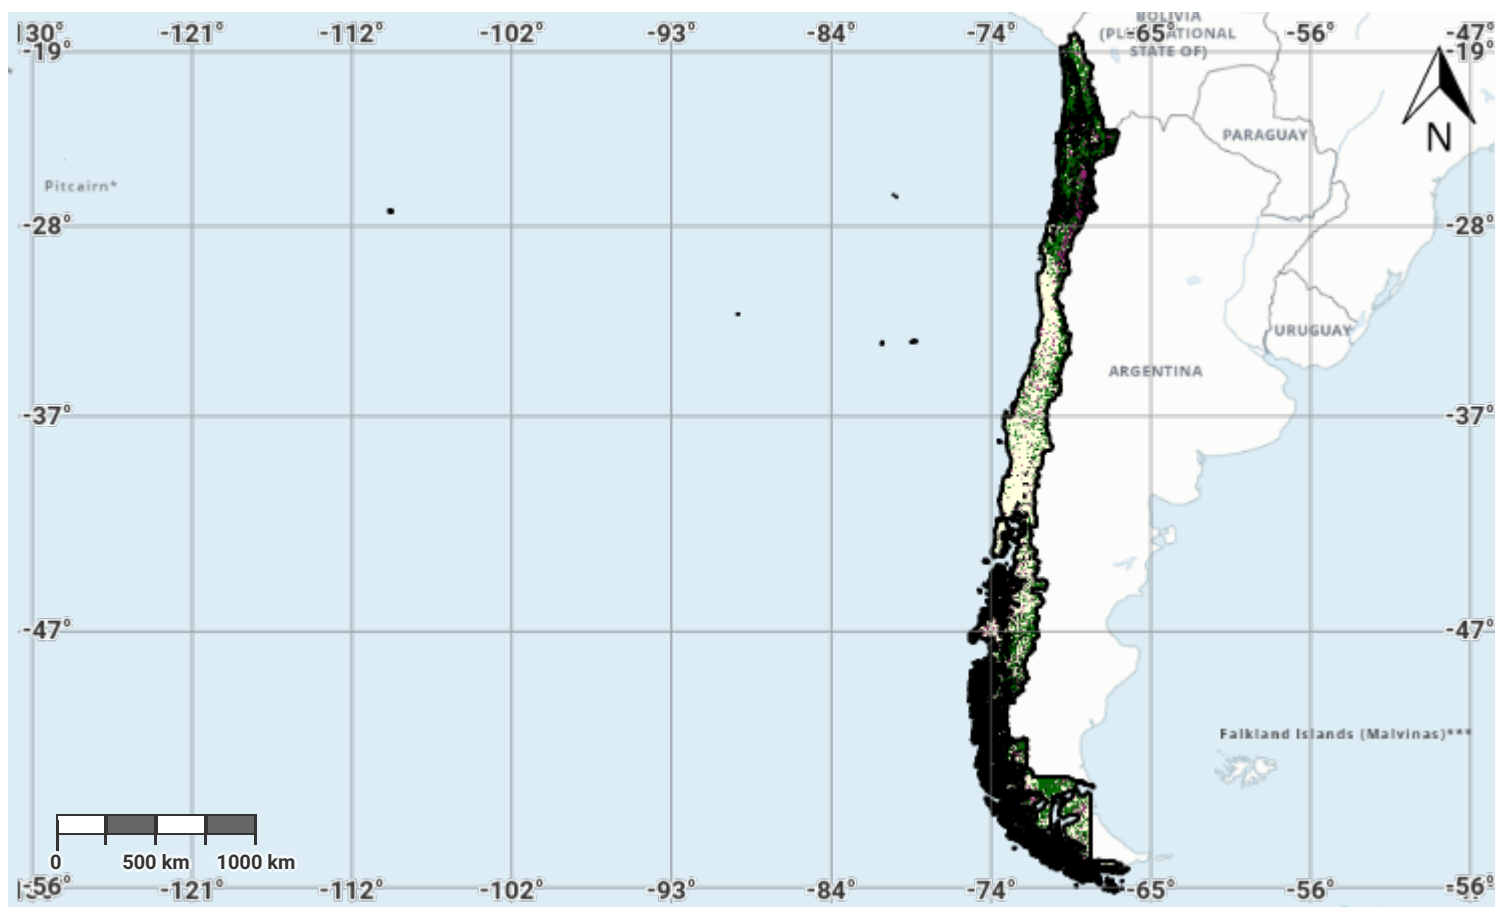 -130° -121° -112° -102° -93° -84° -74° -65° -56° -47°
BOLIVIA
(PLURINATIONAL
STATE OF)
-19° -19°
N
PARAGUAY
Pitcairn*
-28° -28°
URUGUAY
ARGENTINA
-37° -37°
-47° -47°
Falkland Islands (Malvinas)***
0 500 km 1000 km
-56° -56°
-121° -112° -102° -93° -84° -74° -65° -56°